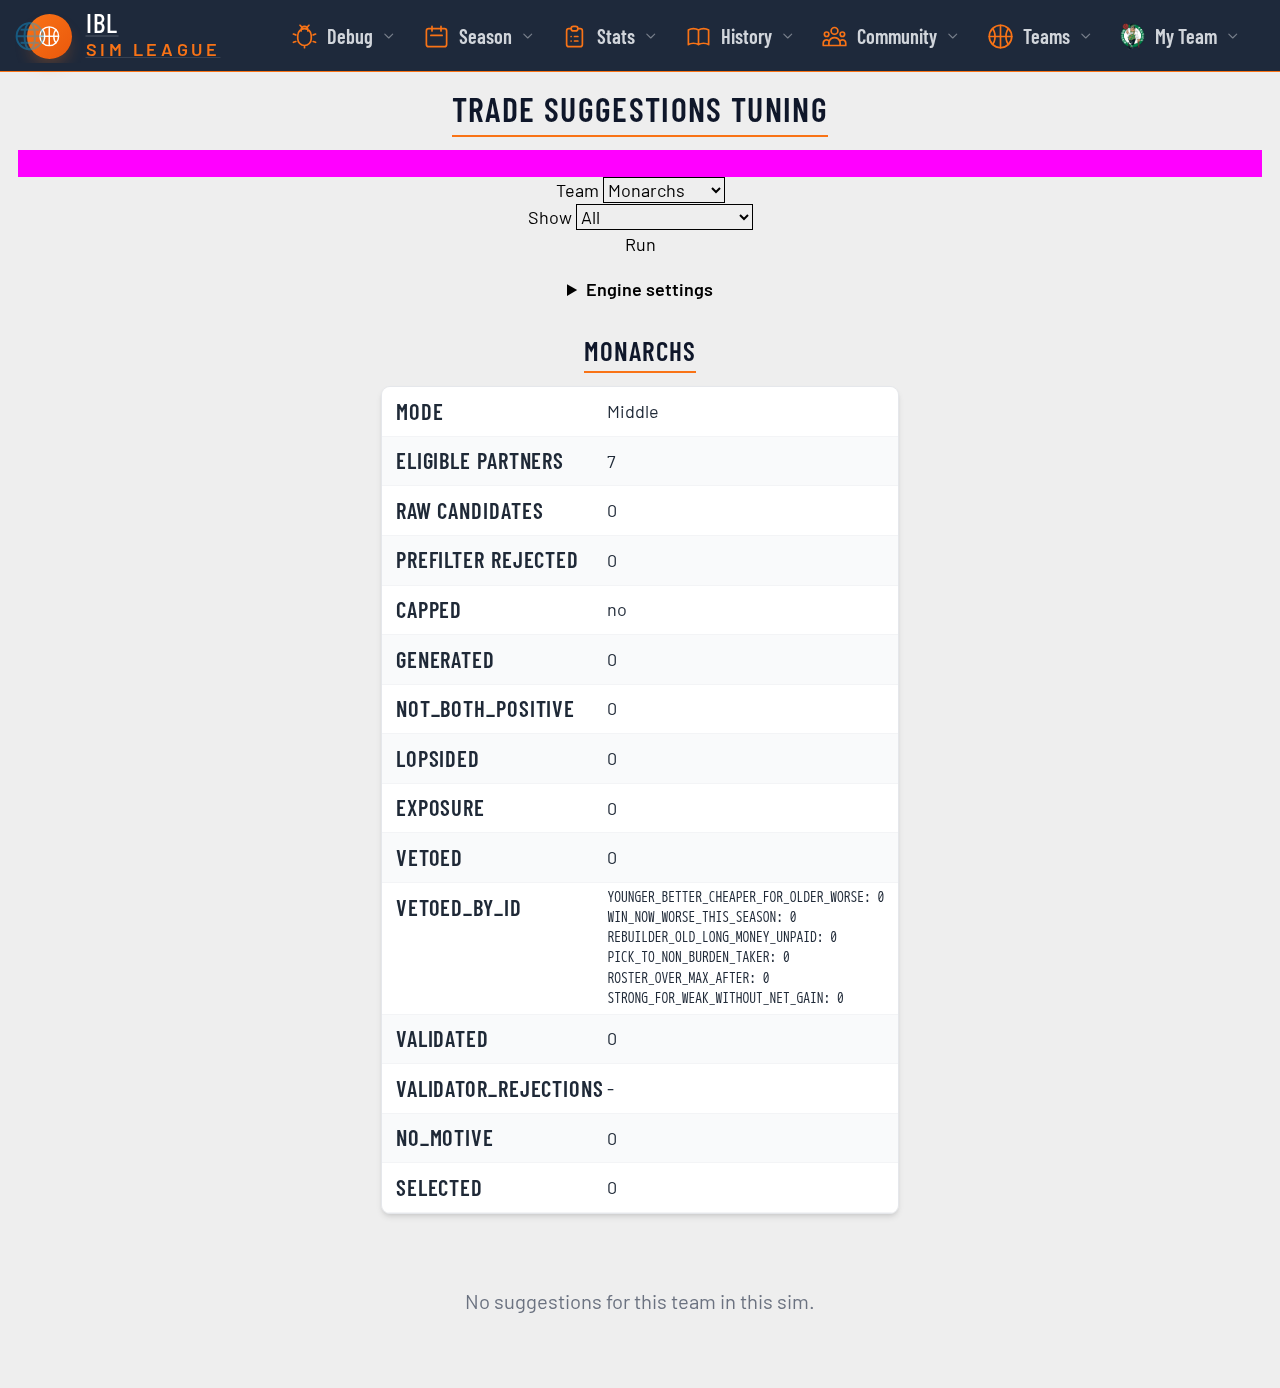 IBL
SIM LEAGUE
Debug
Season
Stats
History
Community
Teams
My Team
TRADE SUGGESTIONS TUNING
Team Monarchs
Show All
Run
Engine settings
MONARCHS
MODE Middle
ELIGIBLE PARTNERS 7
RAW CANDIDATES 0
PREFILTER REJECTED 0
CAPPED no
GENERATED 0
NOT_BOTH_POSITIVE 0
LOPSIDED 0
EXPOSURE 0
VETOED 0
VETOED_BY_ID YOUNGER_BETTER_CHEAPER_FOR_OLDER_WORSE: 0
WIN_NOW_WORSE_THIS_SEASON: 0
REBUILDER_OLD_LONG_MONEY_UNPAID: 0
PICK_TO_NON_BURDEN_TAKER: 0
ROSTER_OVER_MAX_AFTER: 0
STRONG_FOR_WEAK_WITHOUT_NET_GAIN: 0
VALIDATED 0
VALIDATOR_REJECTIONS -
NO_MOTIVE 0
SELECTED 0
No suggestions for this team in this sim.